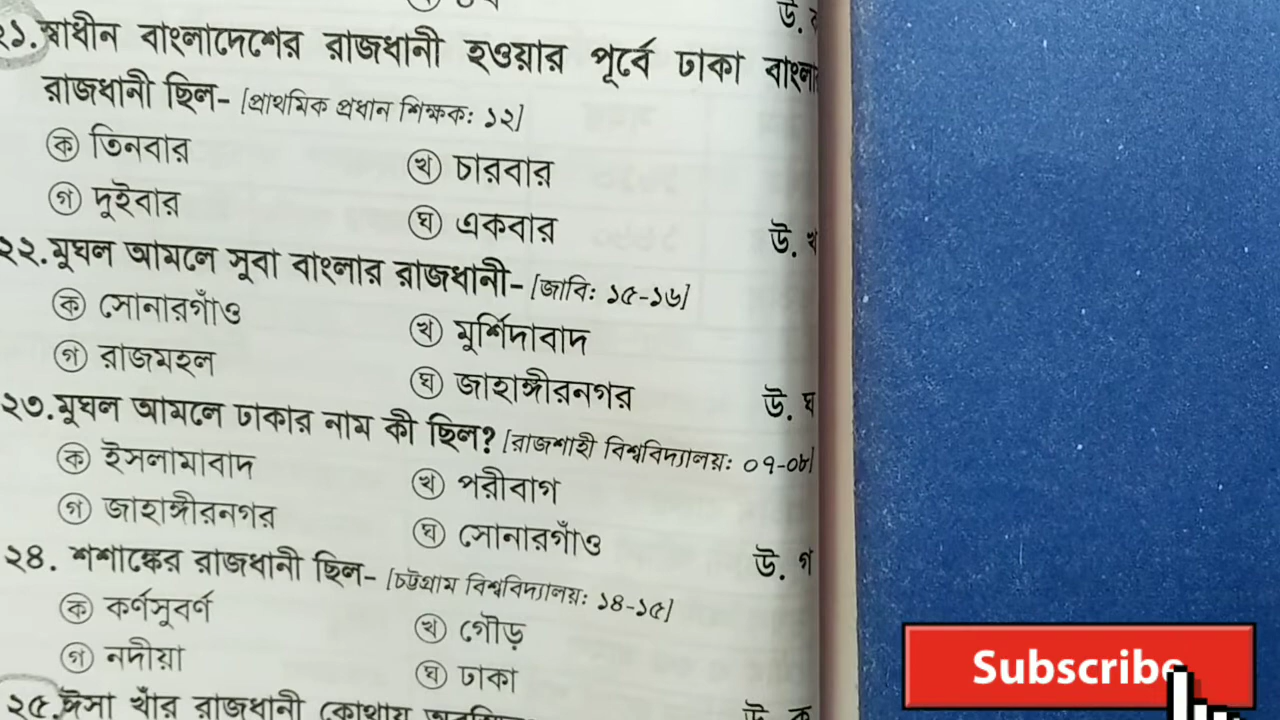 ২১. স্বাধীন বাংলাদেশের রাজধানী হওয়ার পূর্বে ঢাকা বাংলা
রাজধানী ছিল- [প্রাথমিক প্রধান শিক্ষক: ১২]
ক তিনবার খ চারবার
গ দুইবার ঘ একবার উ. খ
২২. মুঘল আমলে সুবা বাংলার রাজধানী- [জাবি: ১৫-১৬]
ক সোনারগাঁও খ মুর্শিদাবাদ
গ রাজমহল ঘ জাহাঙ্গীরনগর উ. ঘ
২৩. মুঘল আমলে ঢাকার নাম কী ছিল? [রাজশাহী বিশ্ববিদ্যালয়: ০৭-০৮]
ক ইসলামাবাদ খ পরীবাগ
গ জাহাঙ্গীরনগর ঘ সোনারগাঁও উ. গ
২৪. শশাঙ্কের রাজধানী ছিল- [চট্টগ্রাম বিশ্ববিদ্যালয়: ১৪-১৫]
ক কর্ণসুবর্ণ খ গৌড়
গ নদীয়া ঘ ঢাকা উ. ক
২৫. ঈসা খাঁর রাজধানী কোথায়
Subscribe